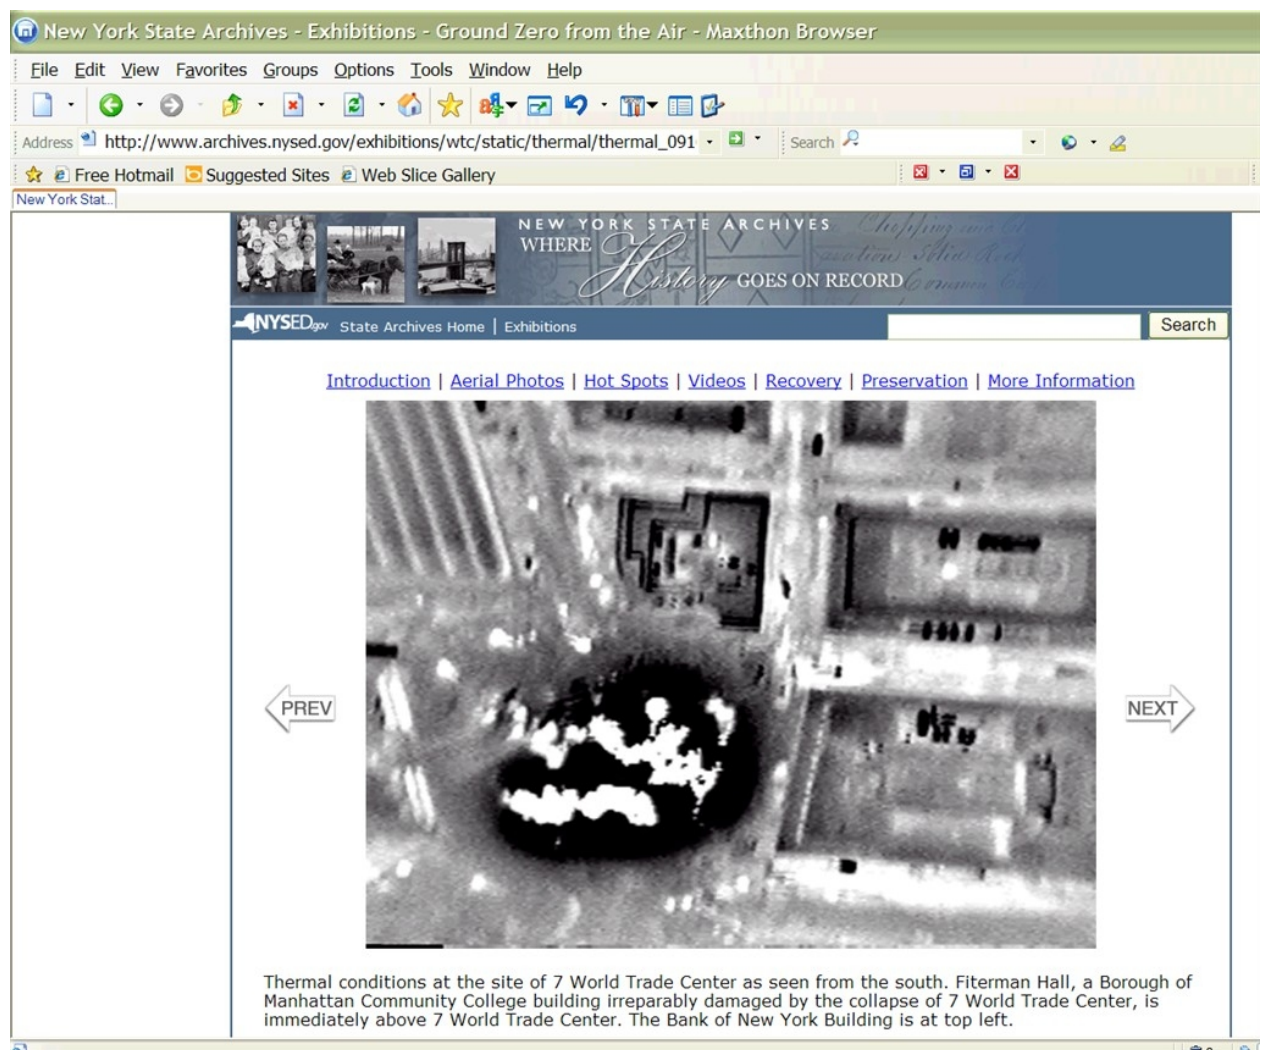 New York State Archives - Exhibitions - Ground Zero from the Air - Maxthon Browser
File Edit View Favorites Groups Options Tools Window Help
Address http://www.archives.nysed.gov/exhibitions/wtc/static/thermal/thermal_091 Search
Free Hotmail Suggested Sites Web Slice Gallery
New York Stat...
NEW YORK STATE ARCHIVES
WHERE History GOES ON RECORD
NYSED.gov State Archives Home | Exhibitions Search
Introduction | Aerial Photos | Hot Spots | Videos | Recovery | Preservation | More Information
PREV NEXT
Thermal conditions at the site of 7 World Trade Center as seen from the south. Fiterman Hall, a Borough of
Manhattan Community College building irreparably damaged by the collapse of 7 World Trade Center, is
immediately above 7 World Trade Center. The Bank of New York Building is at top left.